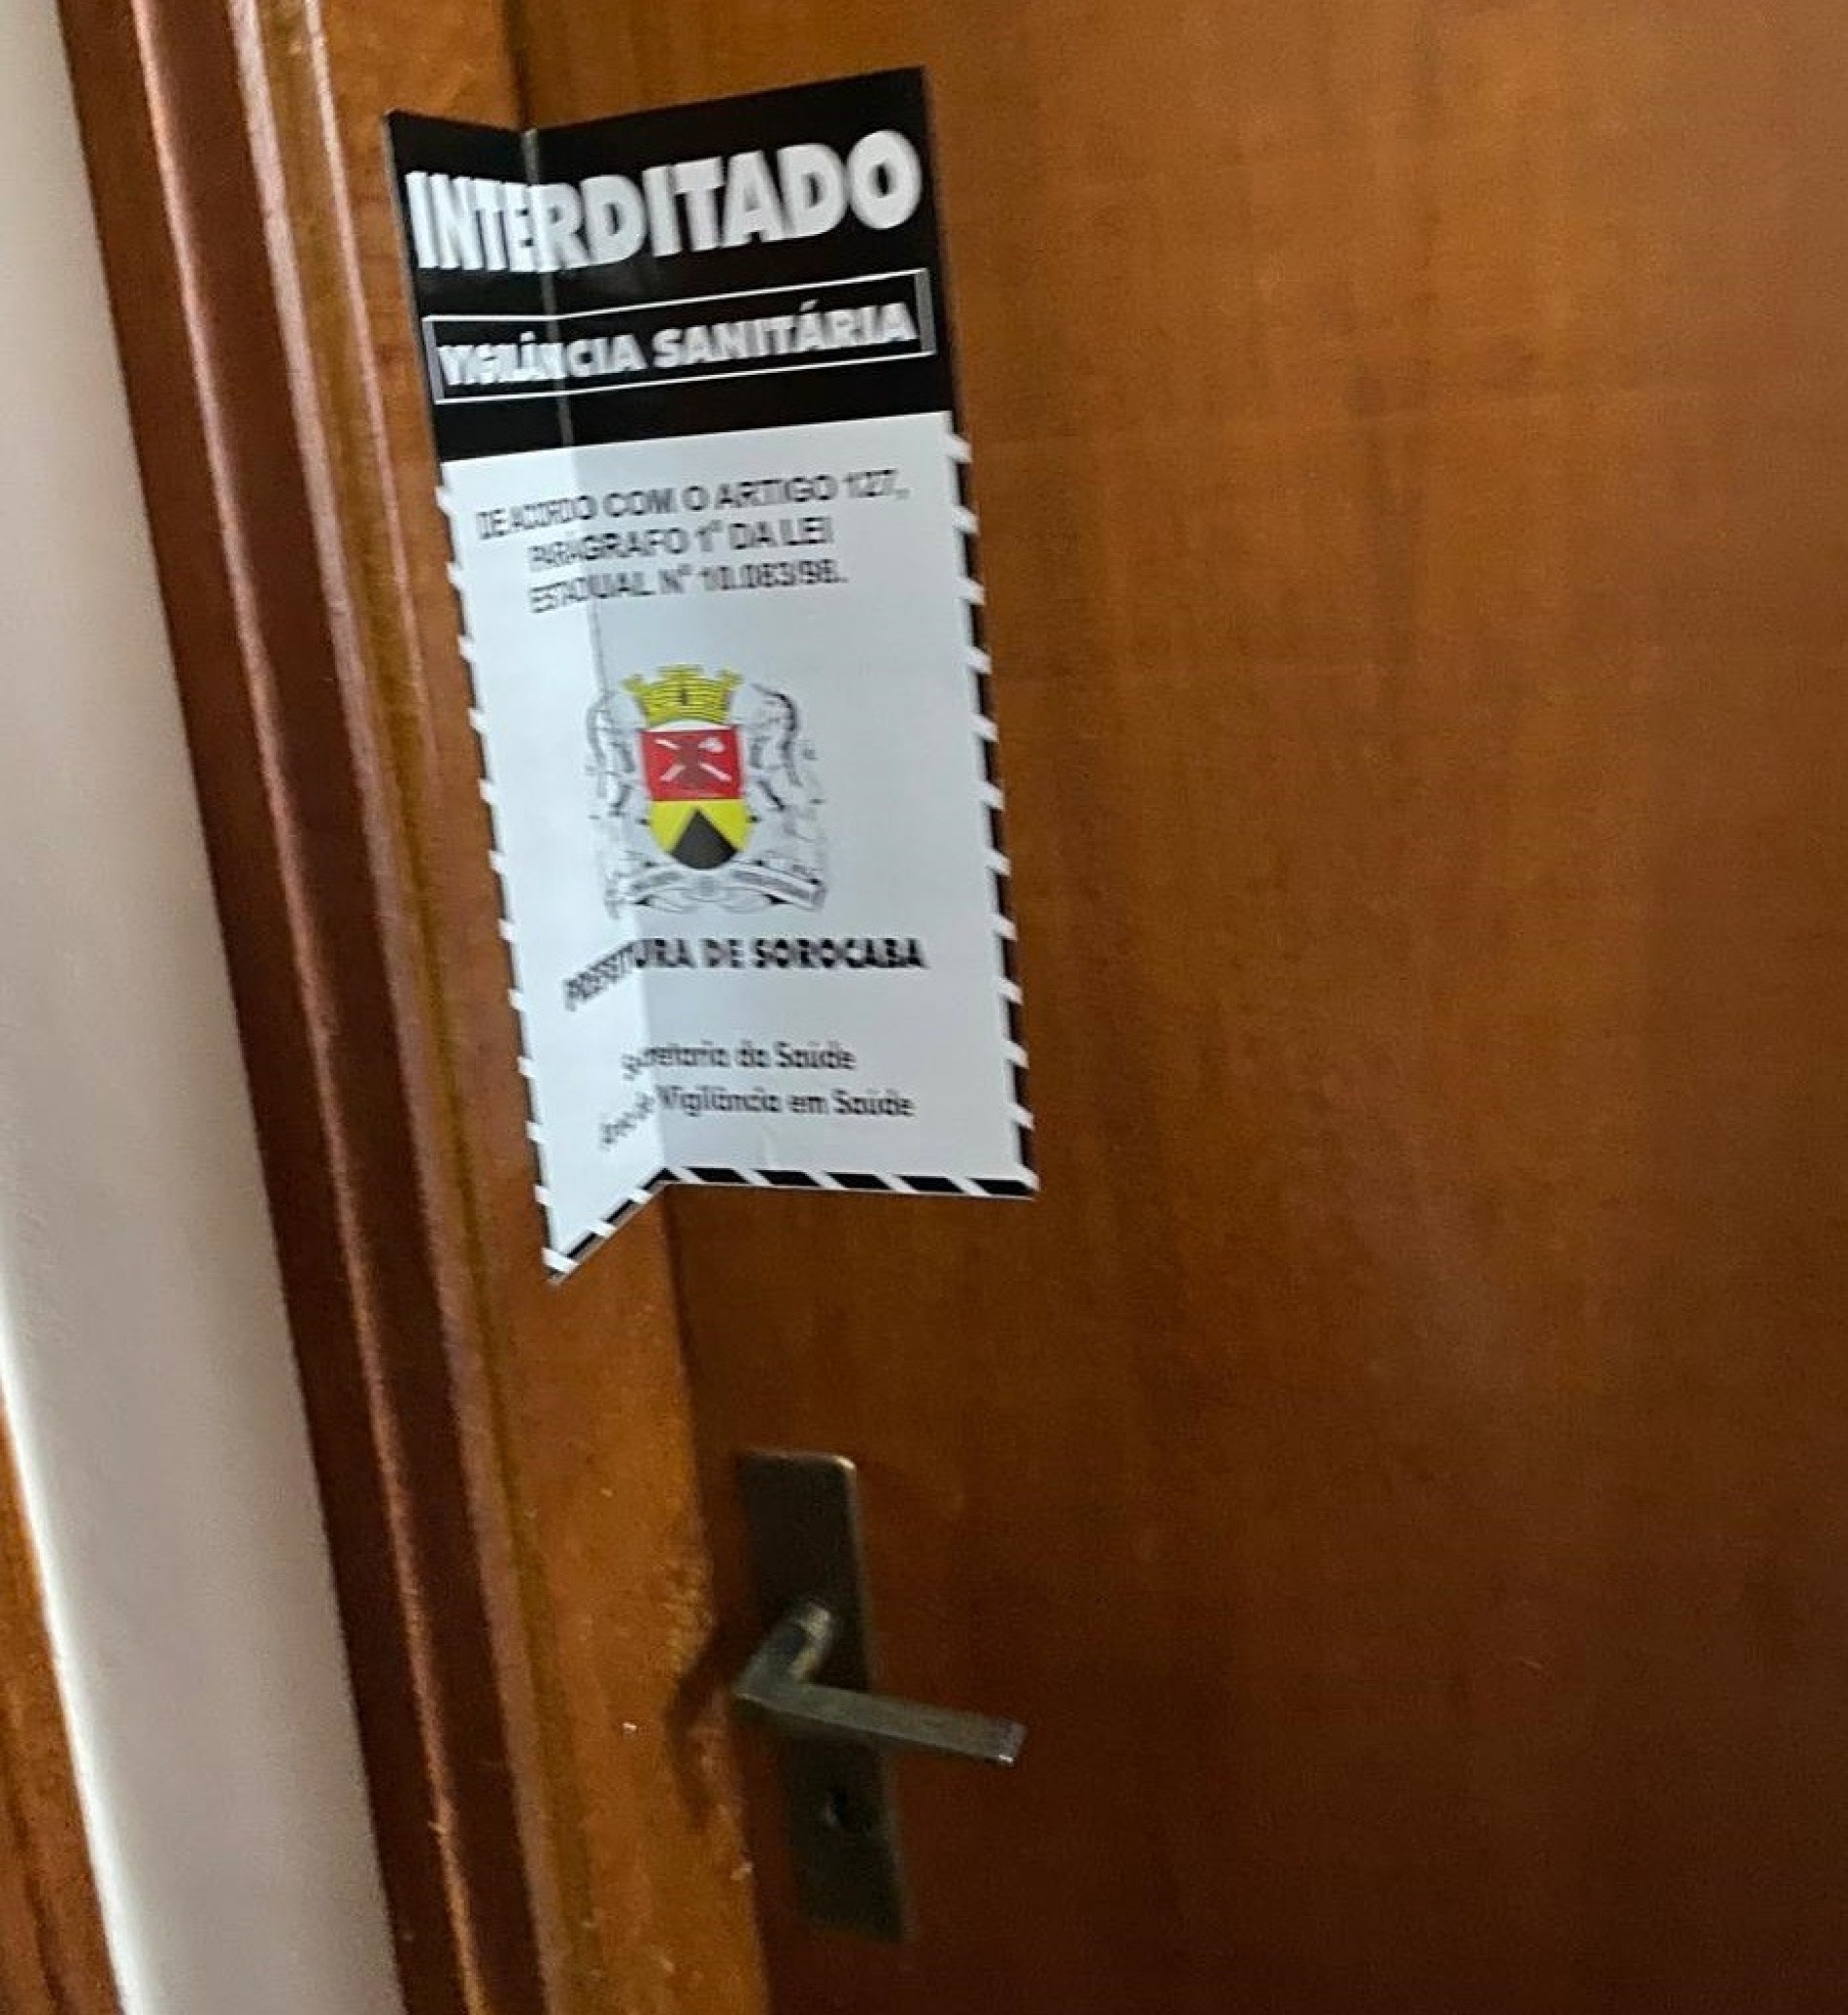 INTERDITADO
VIGILÂNCIA SANITÁRIA
DE ACORDO COM O ARTIGO 127,
PARÁGRAFO 1º DA LEI
ESTADUAL Nº 10.083/98.
PREFEITURA DE SOROCABA
Secretaria da Saúde
Vigilância em Saúde